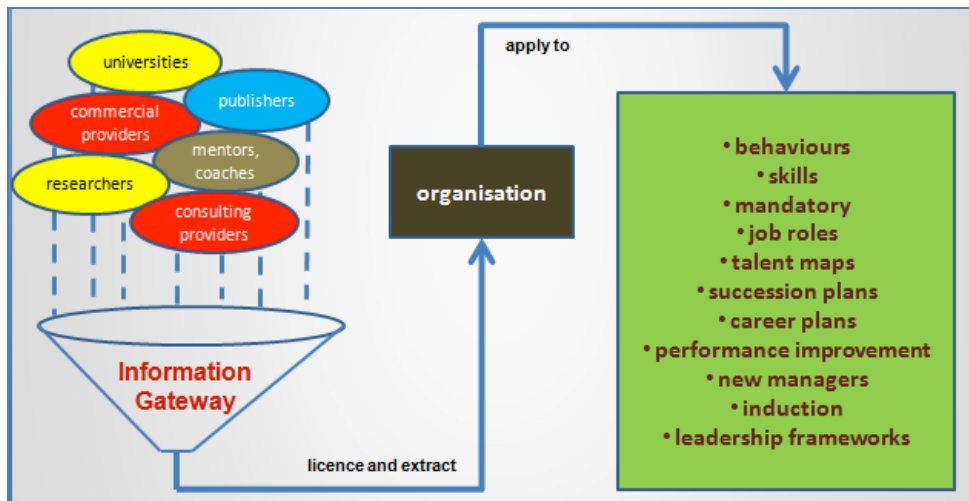 universities
publishers
commercial
providers
mentors,
coaches
researchers
consulting
providers
Information
Gateway
licence and extract
organisation
apply to
• behaviours
• skills
• mandatory
• job roles
• talent maps
• succession plans
• career plans
• performance improvement
• new managers
• induction
• leadership frameworks